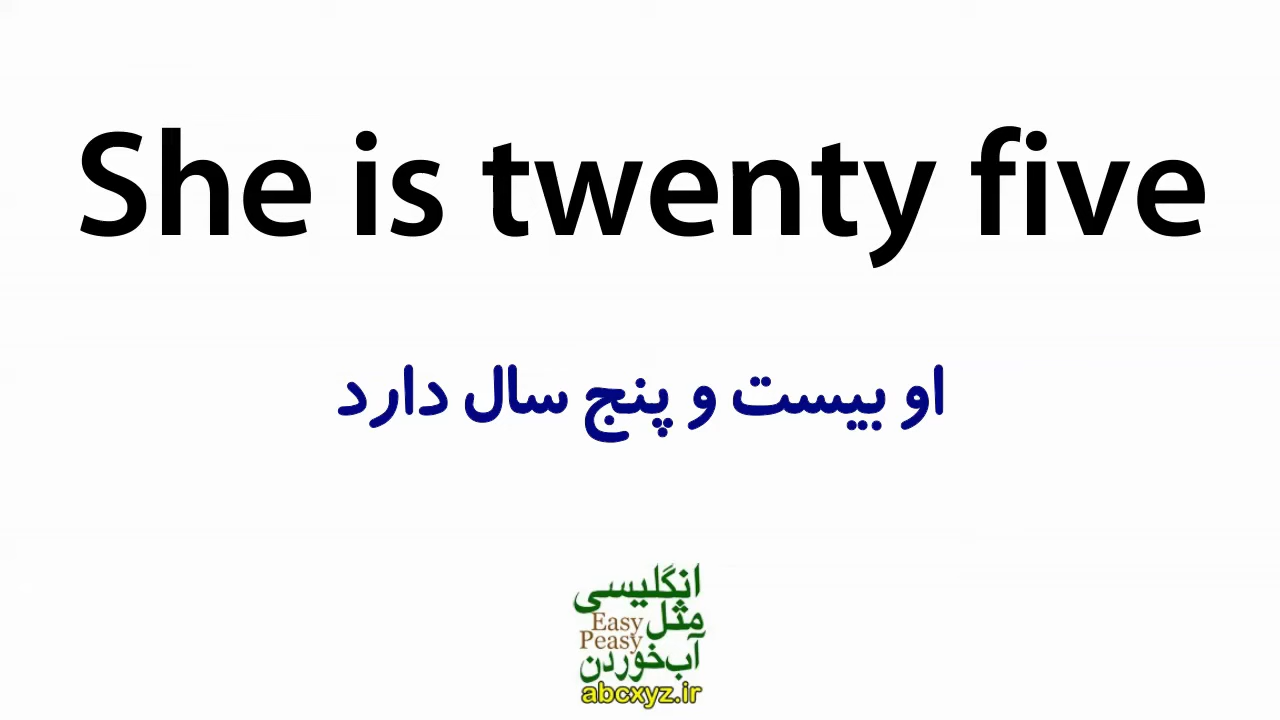 She is twenty five
او بیست و پنج سال دارد
انگلیسی
مثل
Easy
Peasy
آب‌خوردن
abcxyz.ir